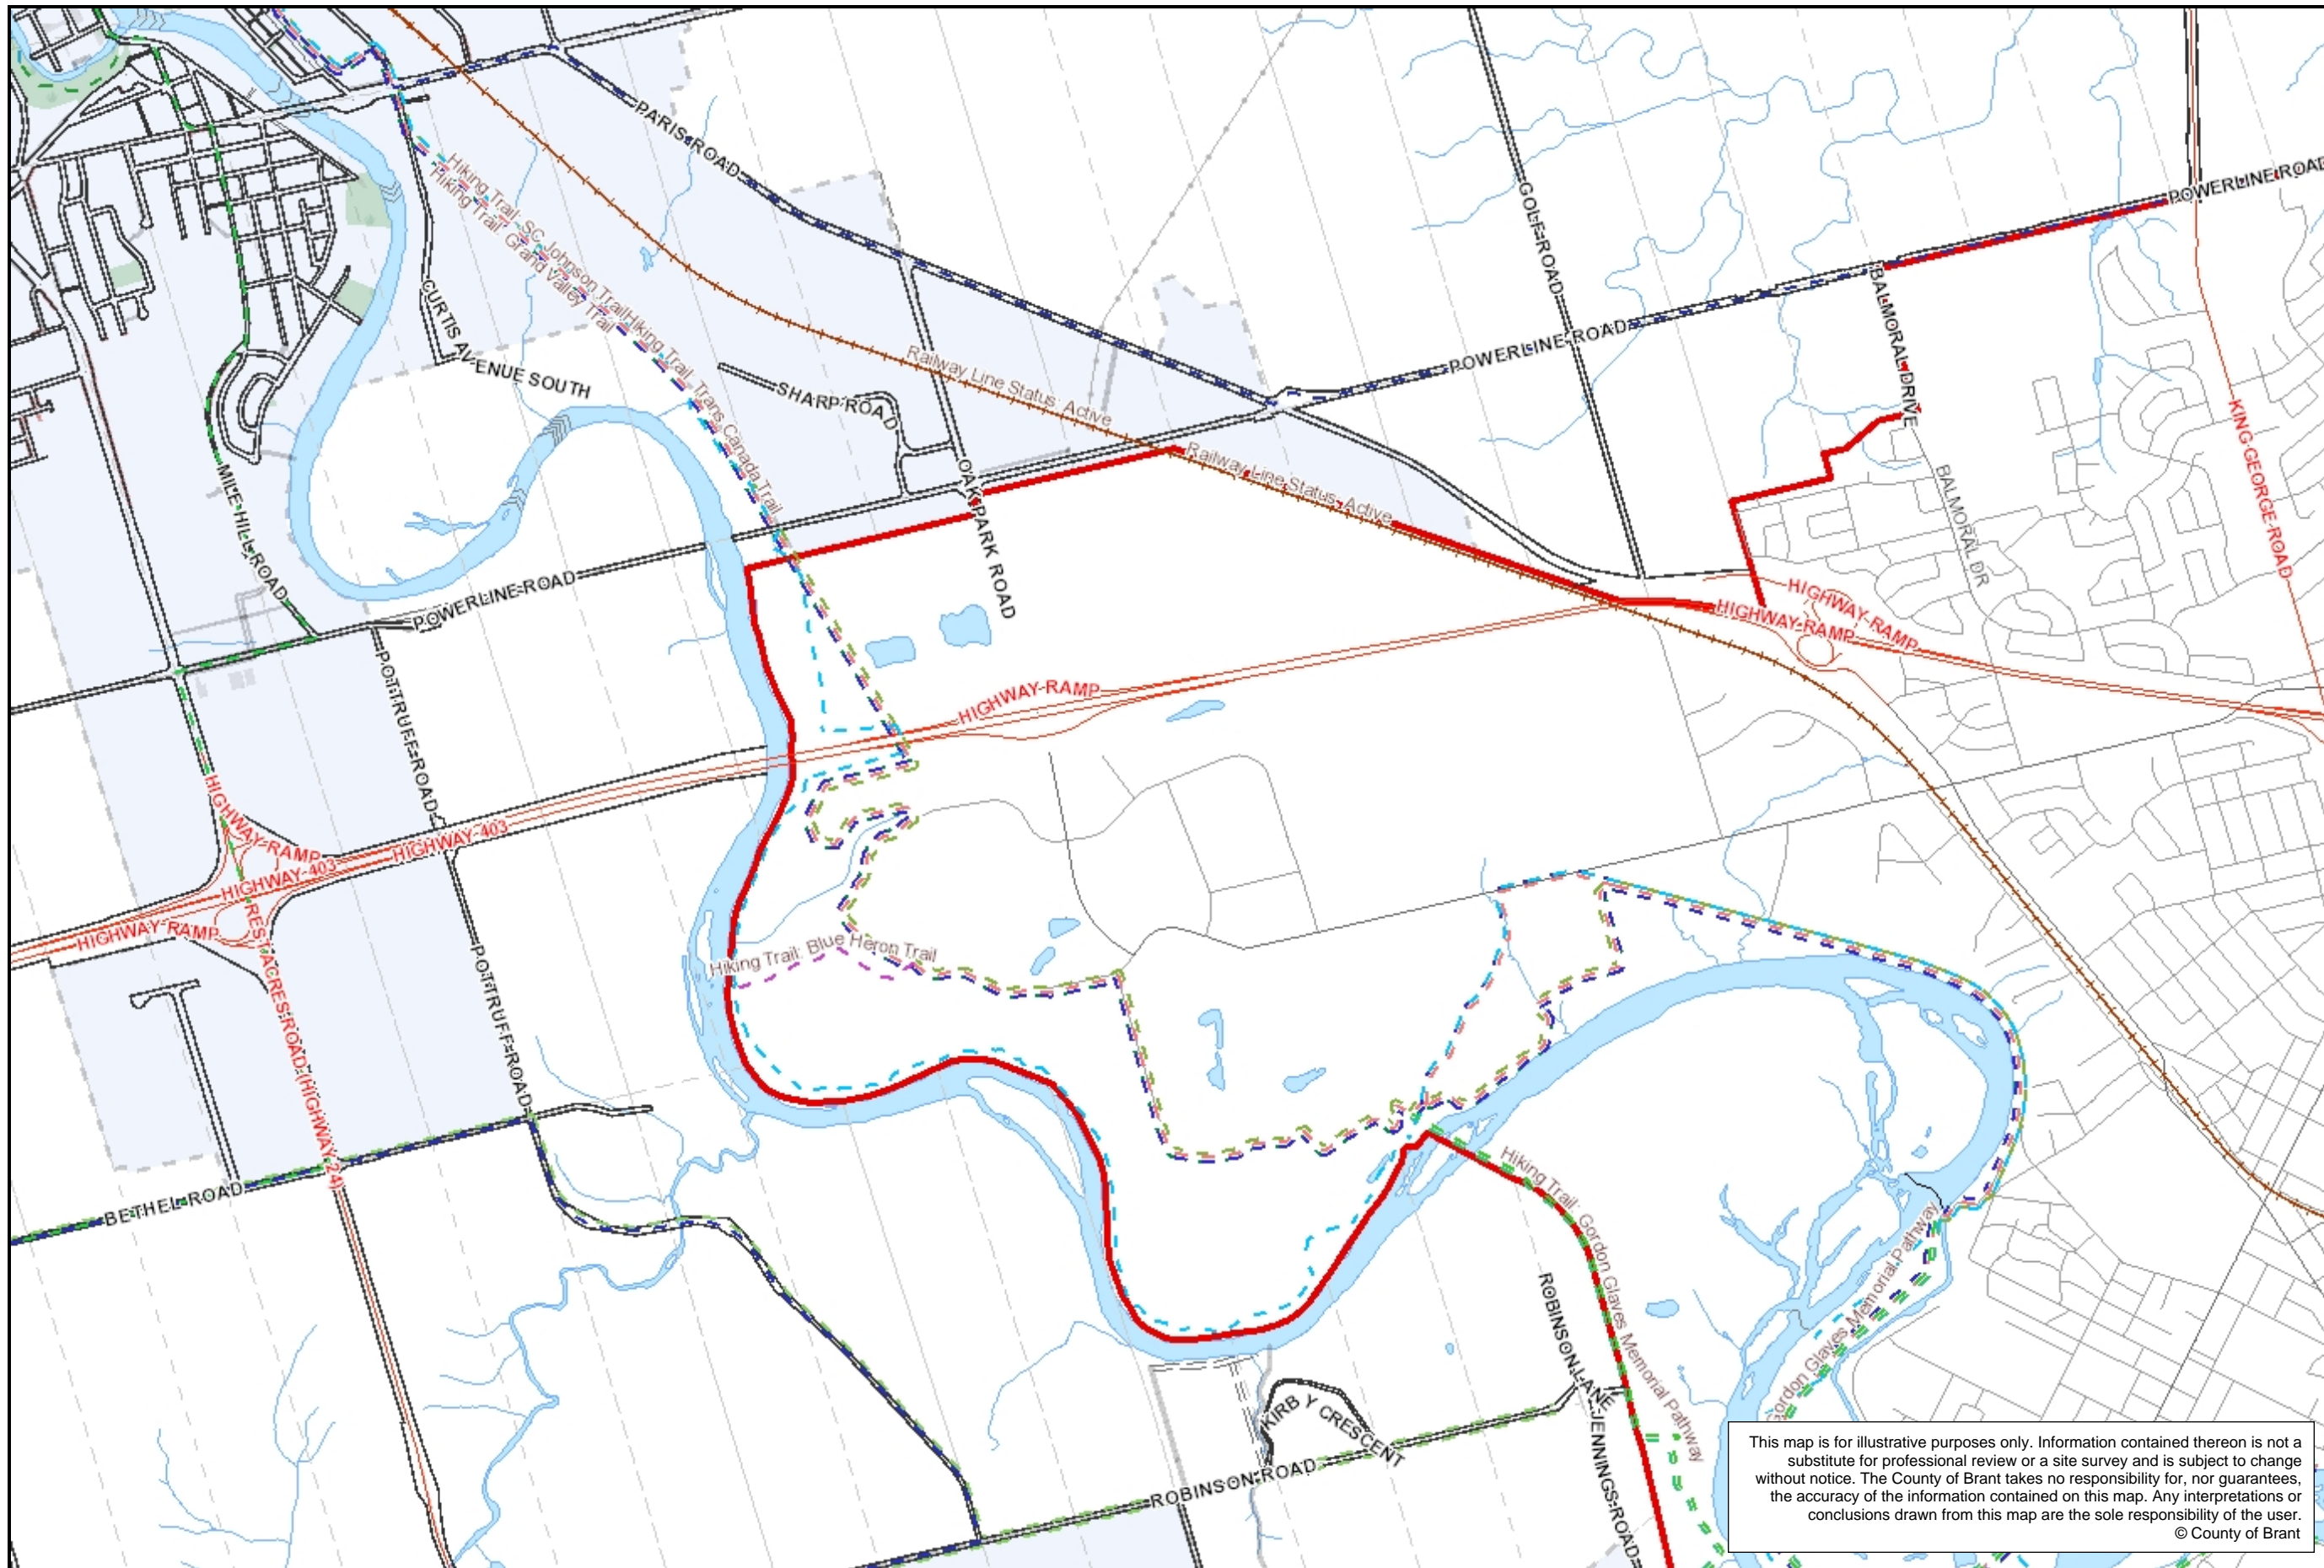 PARIS ROAD
Hiking Trail: SC Johnson Trail
Hiking Trail: Grand Valley Trail
Hiking Trail: Trans Canada Trail
GOLF ROAD
POWERLINE ROAD
BALMORAL DRIVE
CURTIS AVENUE SOUTH
Railway Line Status: Active
SHARP ROAD
POWERLINE ROAD
KING GEORGE ROAD
MILE HILL ROAD
OAK PARK ROAD
Railway Line Status: Active
BALMORAL DR
POWERLINE ROAD
HIGHWAY RAMP
HIGHWAY RAMP
POTTRUFF ROAD
HIGHWAY RAMP
HIGHWAY RAMP
HIGHWAY 403
HIGHWAY 403
HIGHWAY RAMP
REST ACRES ROAD (HIGHWAY 24)
POTTRUFF ROAD
Hiking Trail: Blue Heron Trail
BETHEL ROAD
Hiking Trail: Gordon Glaves Memorial Pathway
Gordon Glaves Memorial Pathway
ROBINSON LANE
KIRBY CRESCENT
JENNINGS ROAD
ROBINSON ROAD
This map is for illustrative purposes only. Information contained thereon is not a
substitute for professional review or a site survey and is subject to change
without notice. The County of Brant takes no responsibility for, nor guarantees,
the accuracy of the information contained on this map. Any interpretations or
conclusions drawn from this map are the sole responsibility of the user.
© County of Brant